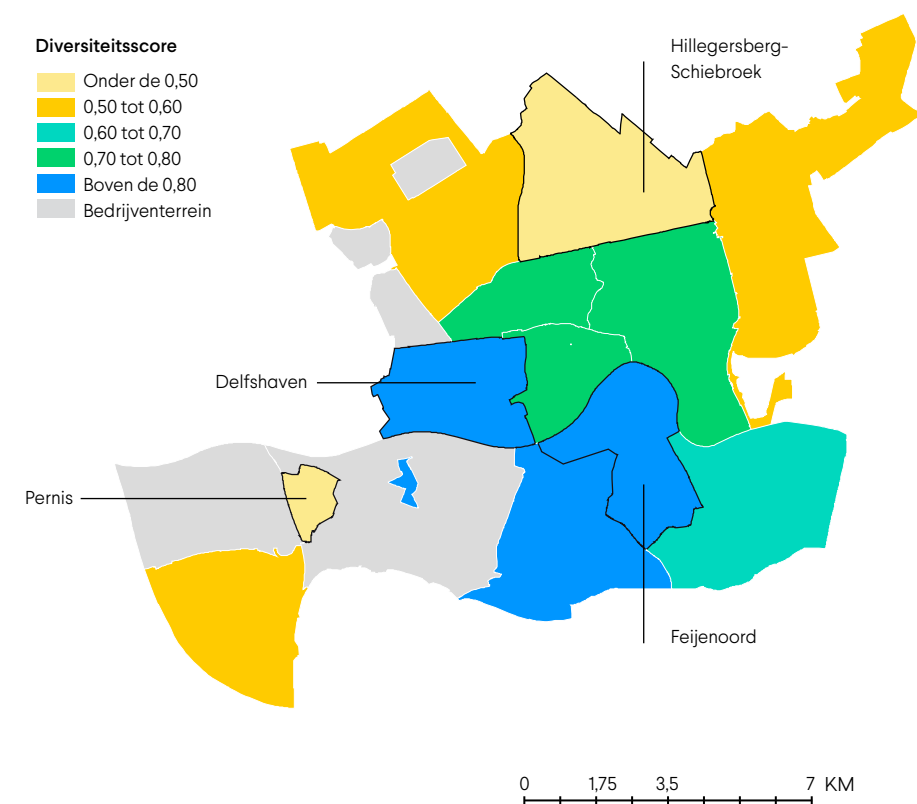 Diversiteitsscore
Onder de 0,50
0,50 tot 0,60
0,60 tot 0,70
0,70 tot 0,80
Boven de 0,80
Bedrijventerrein
Hillegersberg-
Schiebroek
Delfshaven
Pernis
Feijenoord
0 1,75 3,5 7 KM